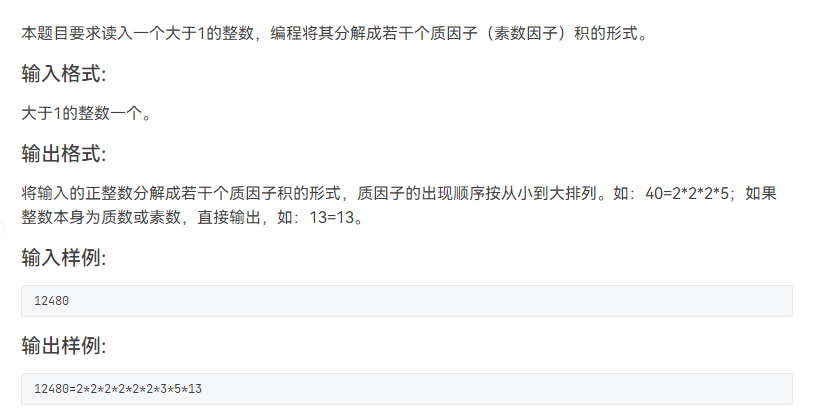 本题目要求读入一个大于1的整数，编程将其分解成若干个质因子（素数因子）积的形式。
输入格式:
大于1的整数一个。
输出格式:
将输入的正整数分解成若干个质因子积的形式，质因子的出现顺序按从小到大排列。如：40=2*2*2*5；如果
整数本身为质数或素数，直接输出，如：13=13。
输入样例:
12480
输出样例:
12480=2*2*2*2*2*2*3*5*13